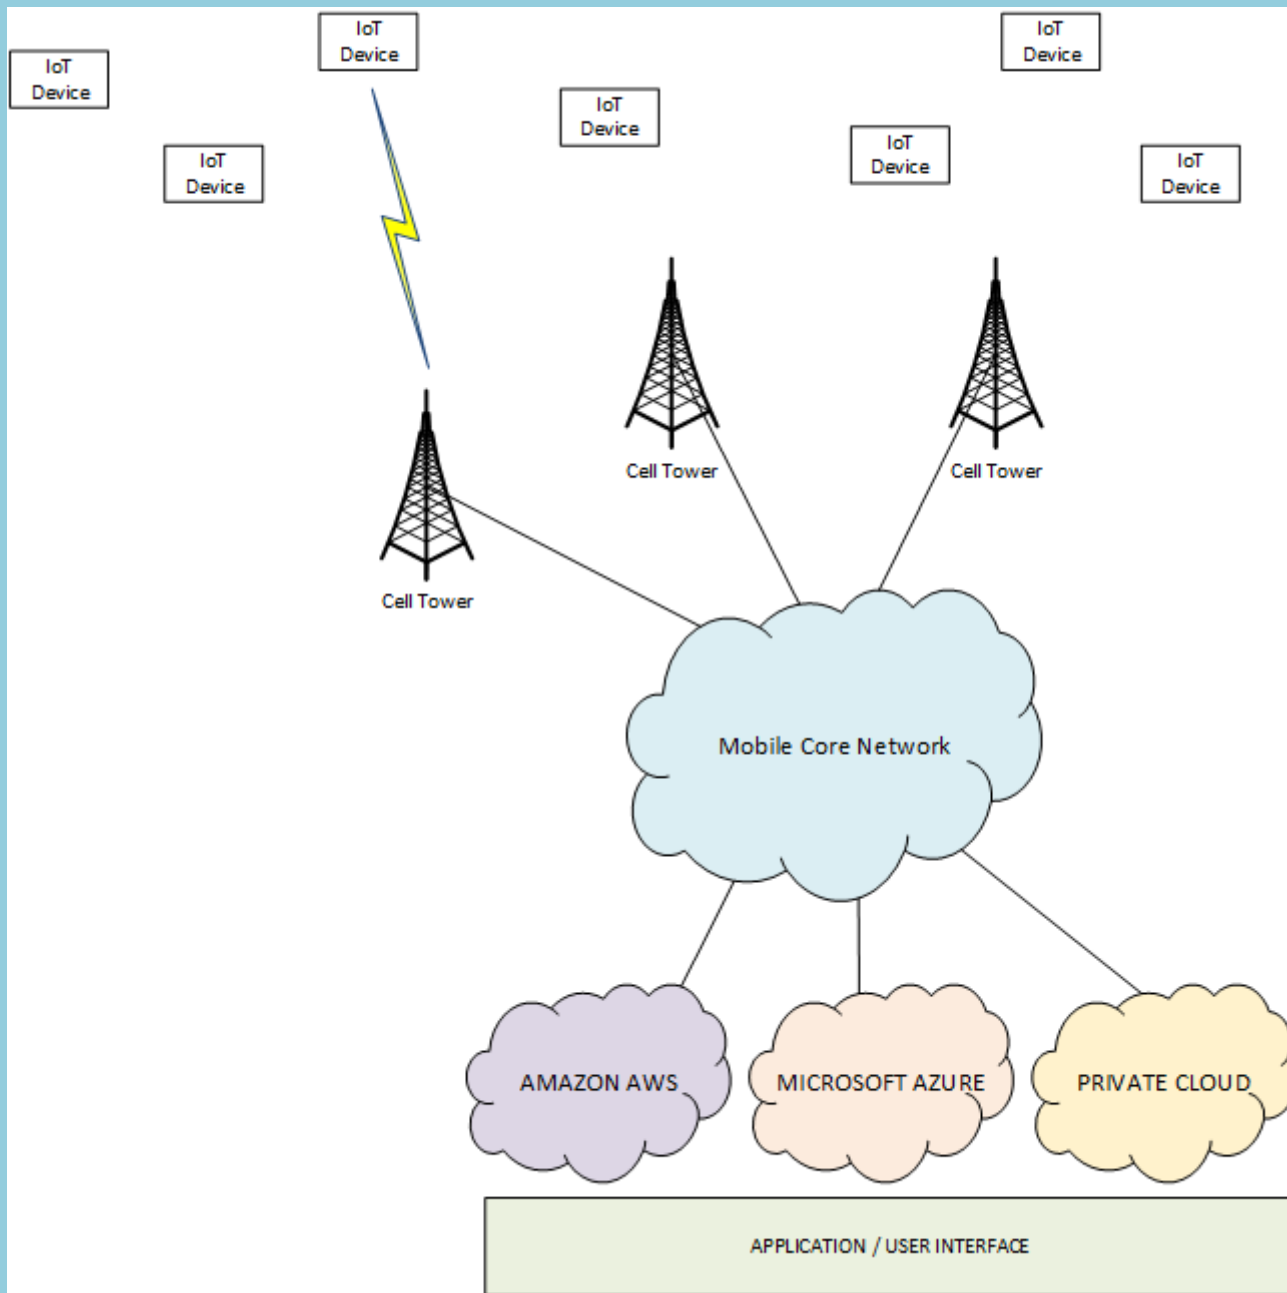 IoT
Device
IoT
Device
IoT
Device
IoT
Device
IoT
Device
IoT
Device
IoT
Device
Cell Tower
Cell Tower
Cell Tower
Mobile Core Network
AMAZON AWS
MICROSOFT AZURE
PRIVATE CLOUD
APPLICATION / USER INTERFACE